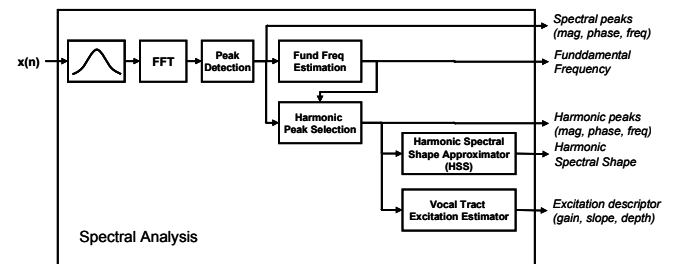 Spectral peaks
(mag, phase, freq)
x(n)
FFT
Peak
Detection
Fund Freq
Estimation
Funddamental
Frequency
Harmonic
Peak Selection
Harmonic peaks
(mag, phase, freq)
Harmonic Spectral
Shape Approximator
(HSS)
Harmonic
Spectral Shape
Vocal Tract
Excitation Estimator
Excitation descriptor
(gain, slope, depth)
Spectral Analysis